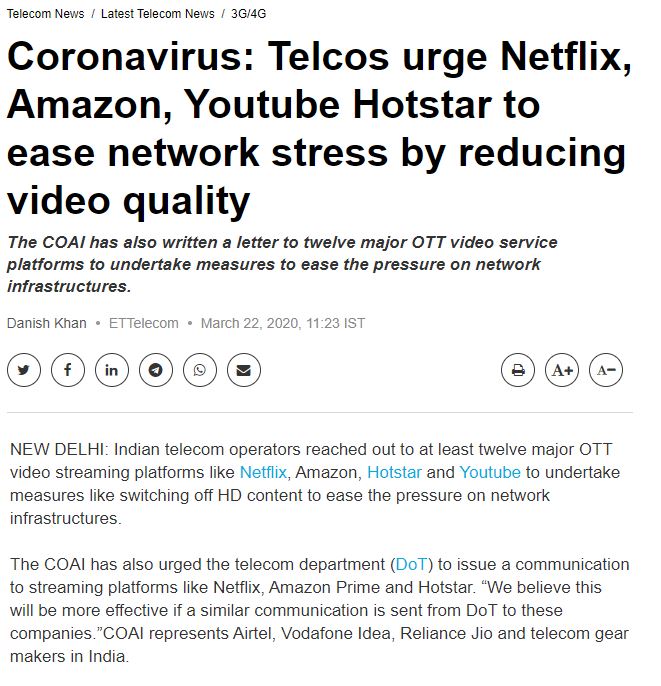 Telecom News / Latest Telecom News / 3G/4G
Coronavirus: Telcos urge Netflix,
Amazon, Youtube Hotstar to
ease network stress by reducing
video quality
The COAI has also written a letter to twelve major OTT video service
platforms to undertake measures to ease the pressure on network
infrastructures.
Danish Khan • ETTelecom • March 22, 2020, 11:23 IST
f in A+ A-
NEW DELHI: Indian telecom operators reached out to at least twelve major OTT
video streaming platforms like Netflix, Amazon, Hotstar and Youtube to undertake
measures like switching off HD content to ease the pressure on network
infrastructures.
The COAI has also urged the telecom department (DoT) to issue a communication
to streaming platforms like Netflix, Amazon Prime and Hotstar. “We believe this
will be more effective if a similar communication is sent from DoT to these
companies.”COAI represents Airtel, Vodafone Idea, Reliance Jio and telecom gear
makers in India.